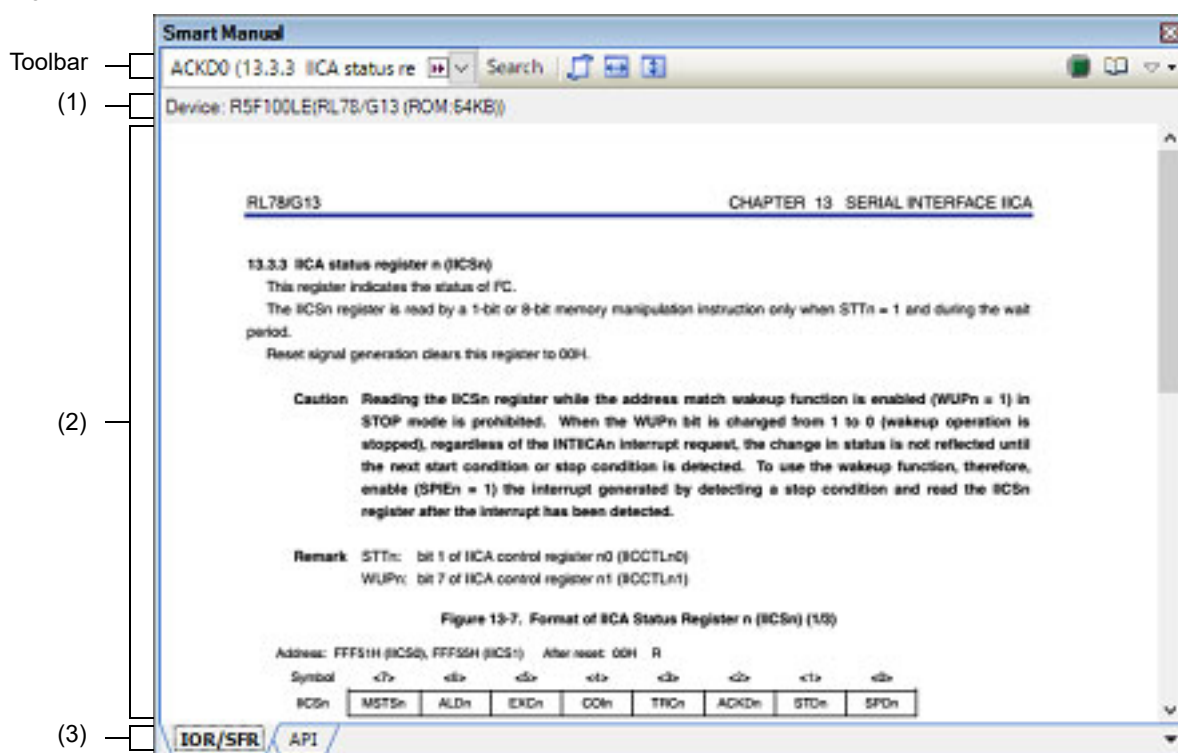 Smart Manual
Toolbar
ACKD0 (13.3.3 IICA status re Search
(1)
Device: R5F100LE(RL78/G13 (ROM:64KB))
RL78/G13 CHAPTER 13 SERIAL INTERFACE IICA
13.3.3 IICA status register n (IICSn)
This register indicates the status of I²C.
The IICSn register is read by a 1-bit or 8-bit memory manipulation instruction only when STTn = 1 and during the wait
period.
Reset signal generation clears this register to 00H.
Caution Reading the IICSn register while the address match wakeup function is enabled (WUPn = 1) in
STOP mode is prohibited. When the WUPn bit is changed from 1 to 0 (wakeup operation is
(2)
stopped), regardless of the INTIICAn interrupt request, the change in status is not reflected until
the next start condition or stop condition is detected. To use the wakeup function, therefore,
enable (SPIEn = 1) the interrupt generated by detecting a stop condition and read the IICSn
register after the interrupt has been detected.
Remark STTn: bit 1 of IICA control register n0 (IICCTLn0)
WUPn: bit 7 of IICA control register n1 (IICCTLn1)
Figure 13-7. Format of IICA Status Register n (IICSn) (1/3)
Address: FFF51H (IICS0), FFF55H (IICS1) After reset: 00H R
Symbol <7> <6> <5> <4> <3> <2> <1> <0>
IICSn MSTSn ALDn EXCn COIn TRCn ACKDn STDn SPDn
(3)
IOR/SFR API